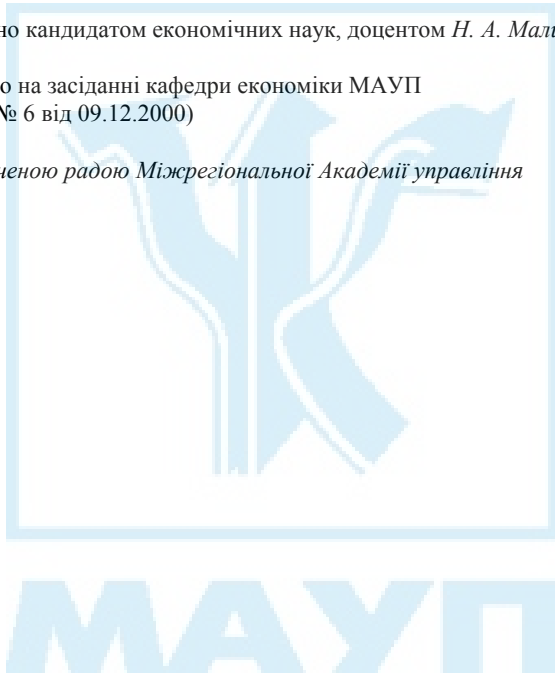 но кандидатом економічних наук, доцентом Н. А. Мали
о на засіданні кафедри економіки МАУП
№ 6 від 09.12.2000)
ченою радою Міжрегіональної Академії управління
МАУП